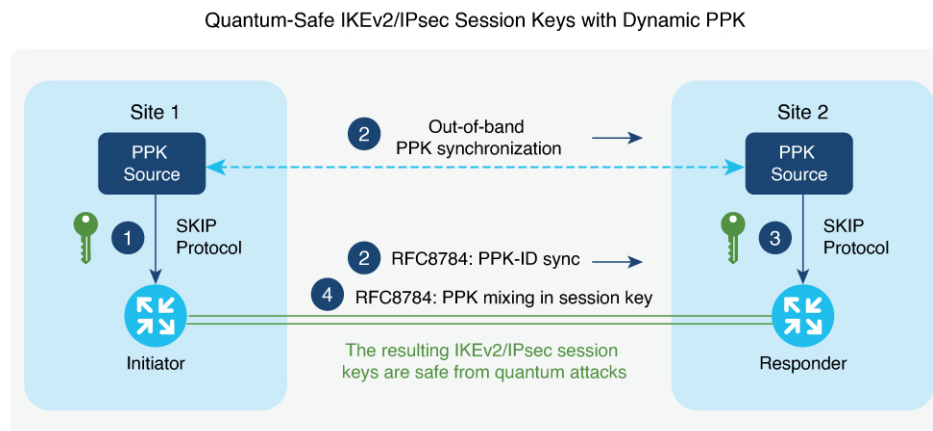 Quantum-Safe IKEv2/IPsec Session Keys with Dynamic PPK
Site 1
Site 2
2
Out-of-band
PPK synchronization
PPK
Source
PPK
Source
1
SKIP
Protocol
3
SKIP
Protocol
2
RFC8784: PPK-ID sync
4
RFC8784: PPK mixing in session key
The resulting IKEv2/IPsec session
keys are safe from quantum attacks
Initiator
Responder